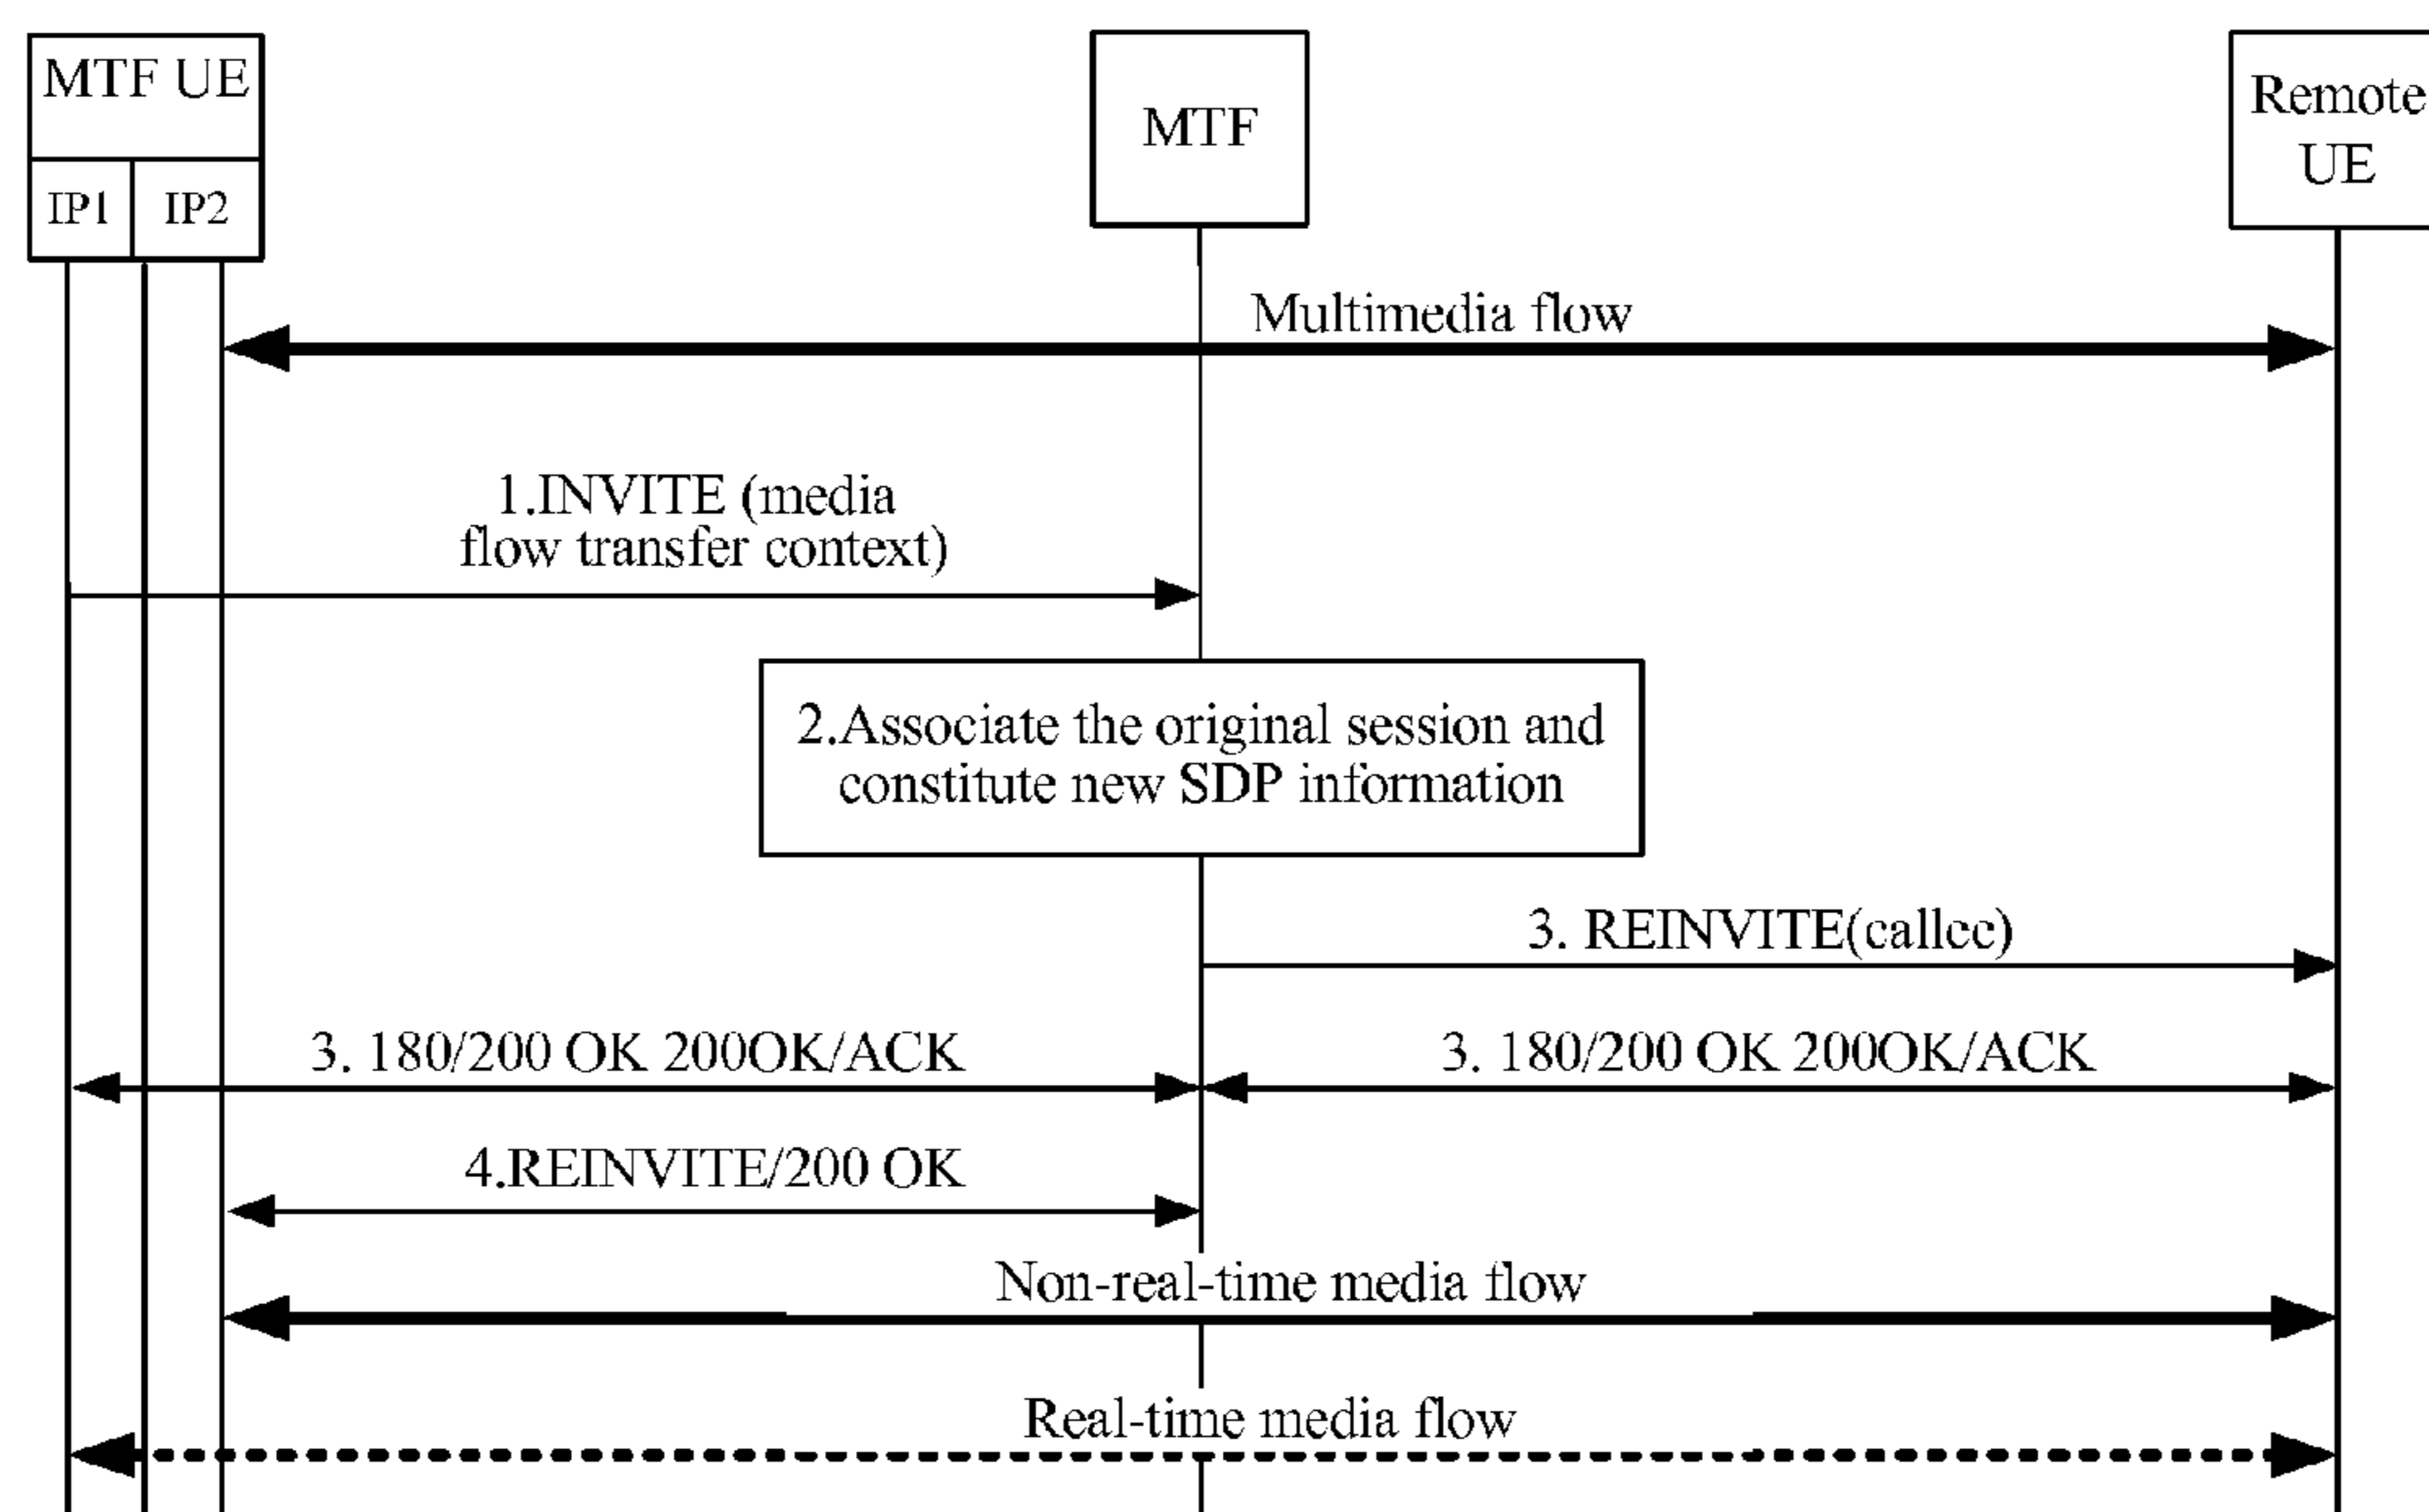 MTF UE
IP1
IP2
MTF
Remote
UE
Multimedia flow
1.INVITE (media
flow transfer context)
2.Associate the original session and
constitute new SDP information
3. REINVITE(callee)
3. 180/200 OK 200OK/ACK
3. 180/200 OK 200OK/ACK
4.REINVITE/200 OK
Non-real-time media flow
Real-time media flow